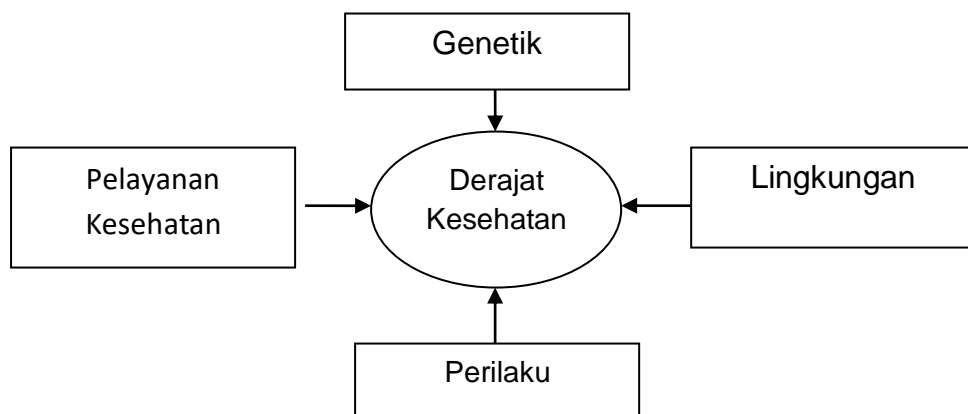 Genetik
Pelayanan
Kesehatan
Derajat
Kesehatan
Lingkungan
Perilaku